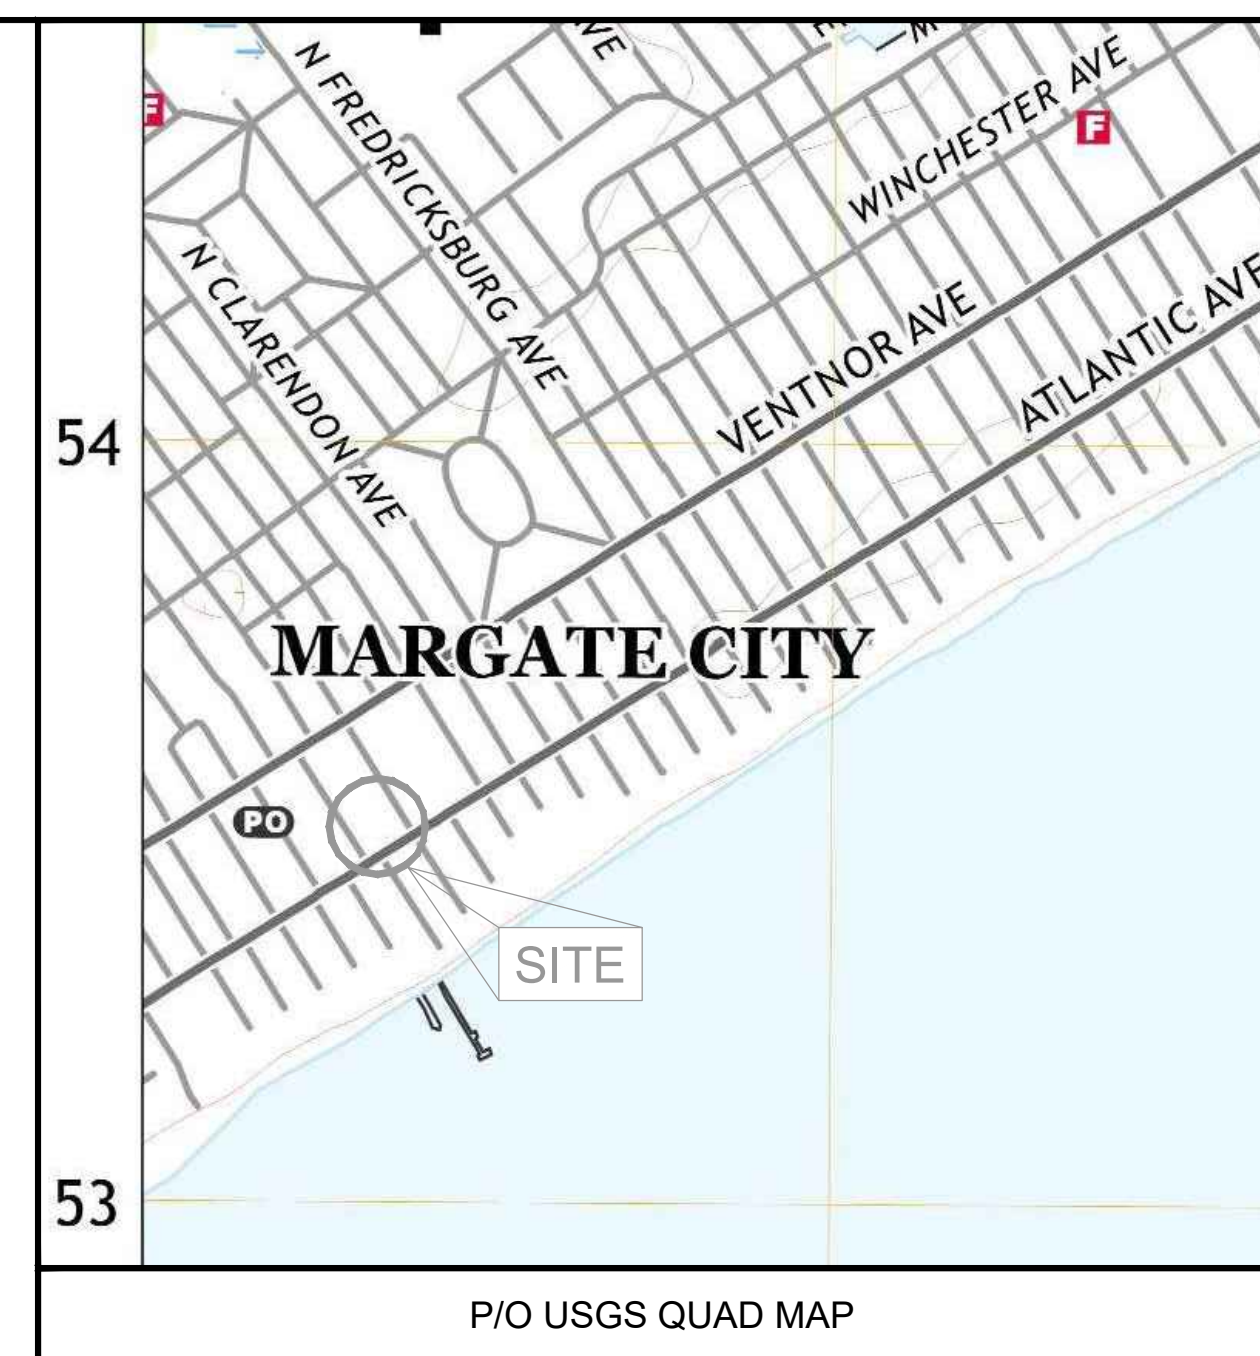 AVE
N FREDRICKSBURG AVE
WINCHESTER AVE
F
F
N CLARENDON AVE
VENTNOR AVE
ATLANTIC AVE
54
MARGATE CITY
PO
SITE
53
P/O USGS QUAD MAP